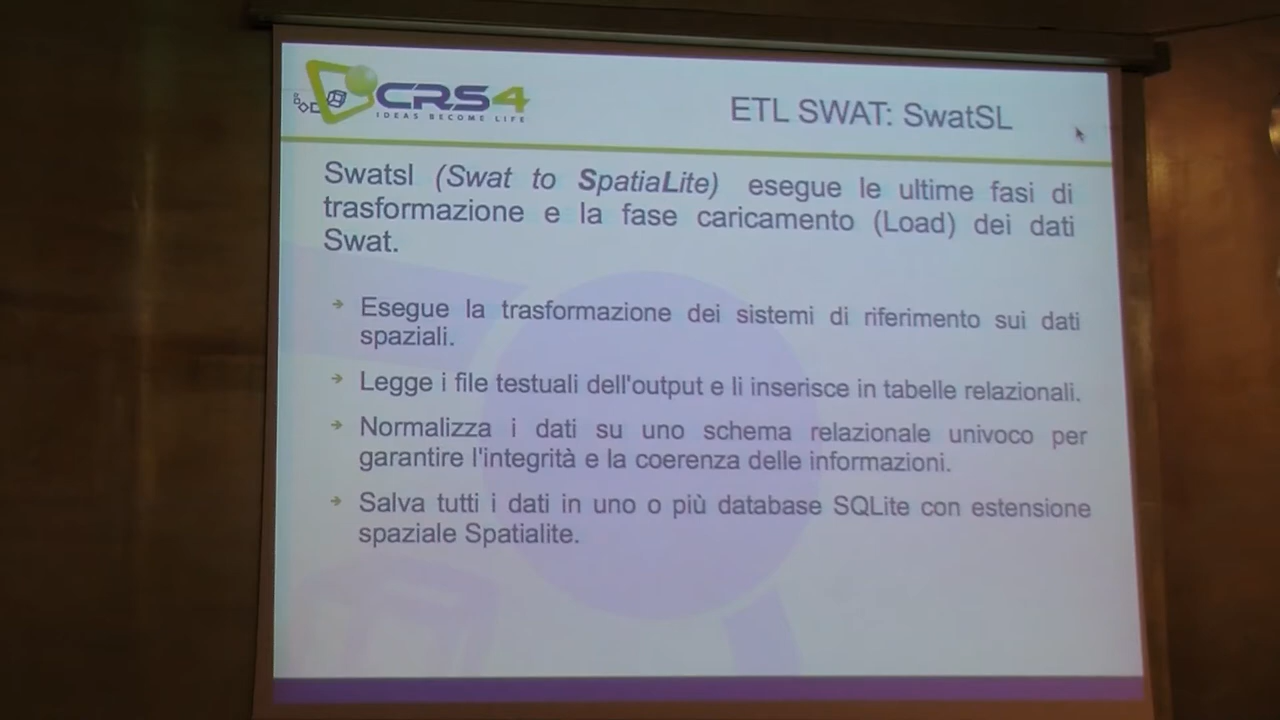 CRS4
IDEAS BECOME LIFE
ETL SWAT: SwatSL
Swatsl (Swat to SpatiaLite) esegue le ultime fasi di
trasformazione e la fase caricamento (Load) dei dati
Swat.
Esegue la trasformazione dei sistemi di riferimento sui dati
spaziali.
Legge i file testuali dell'output e li inserisce in tabelle relazionali.
Normalizza i dati su uno schema relazionale univoco per
garantire l'integrità e la coerenza delle informazioni.
Salva tutti i dati in uno o più database SQLite con estensione
spaziale Spatialite.